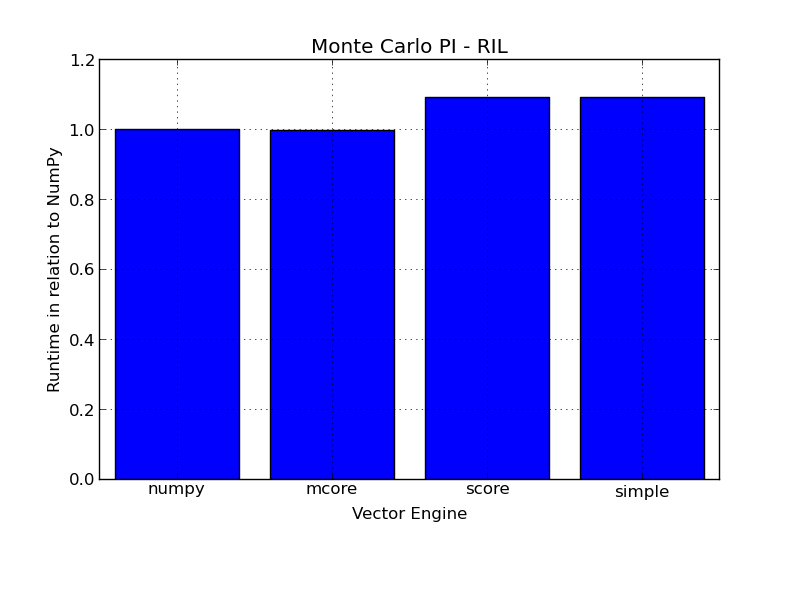 Monte Carlo PI - RIL
1.2
1.0
0.8
0.6
0.4
0.2
0.0
Runtime in relation to NumPy
numpy mcore score simple
Vector Engine